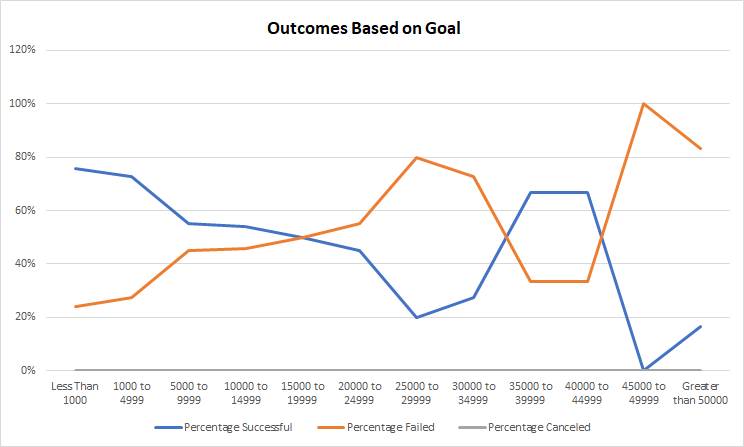 Outcomes Based on Goal
120%
100%
80%
60%
40%
20%
0%
Less Than
1000
1000 to
4999
5000 to
9999
10000 to
14999
15000 to
19999
20000 to
24999
25000 to
29999
30000 to
34999
35000 to
39999
40000 to
44999
45000 to
49999
Greater
than 50000
Percentage Successful
Percentage Failed
Percentage Canceled